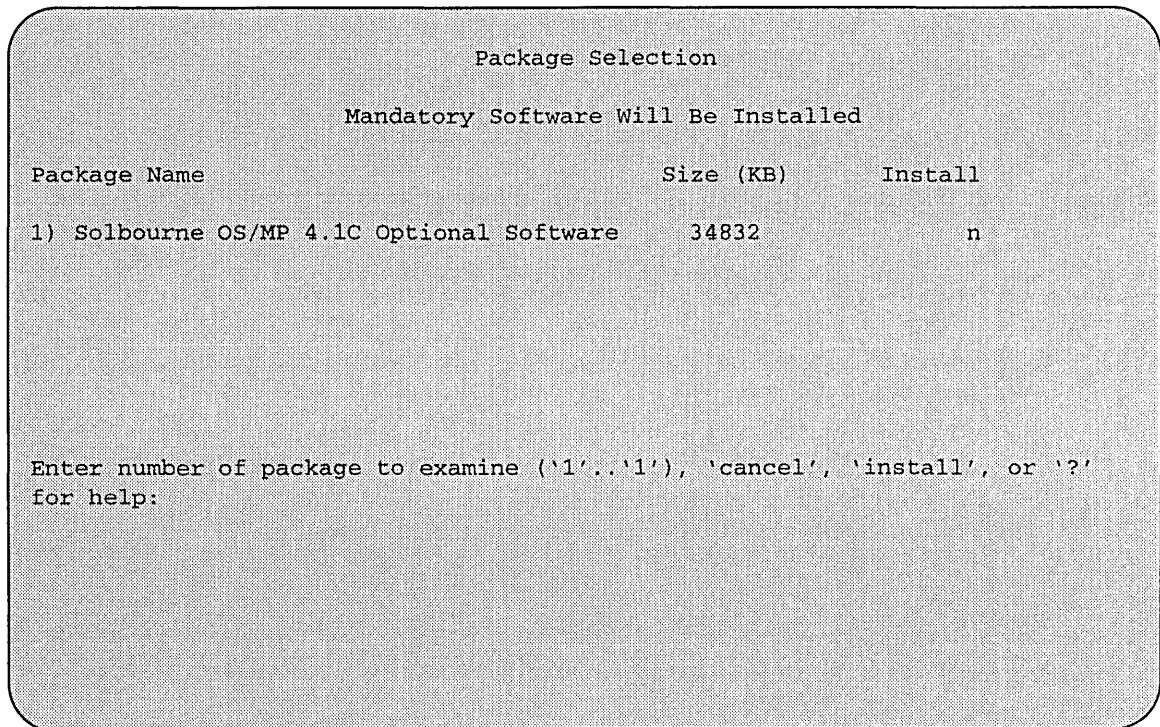 Package Selection
Mandatory Software Will Be Installed
Package Name Size (KB) Install
1) Solbourne OS/MP 4.1C Optional Software 34832 n
Enter number of package to examine (`1'..`1'), `cancel', `install', or `?'
for help: